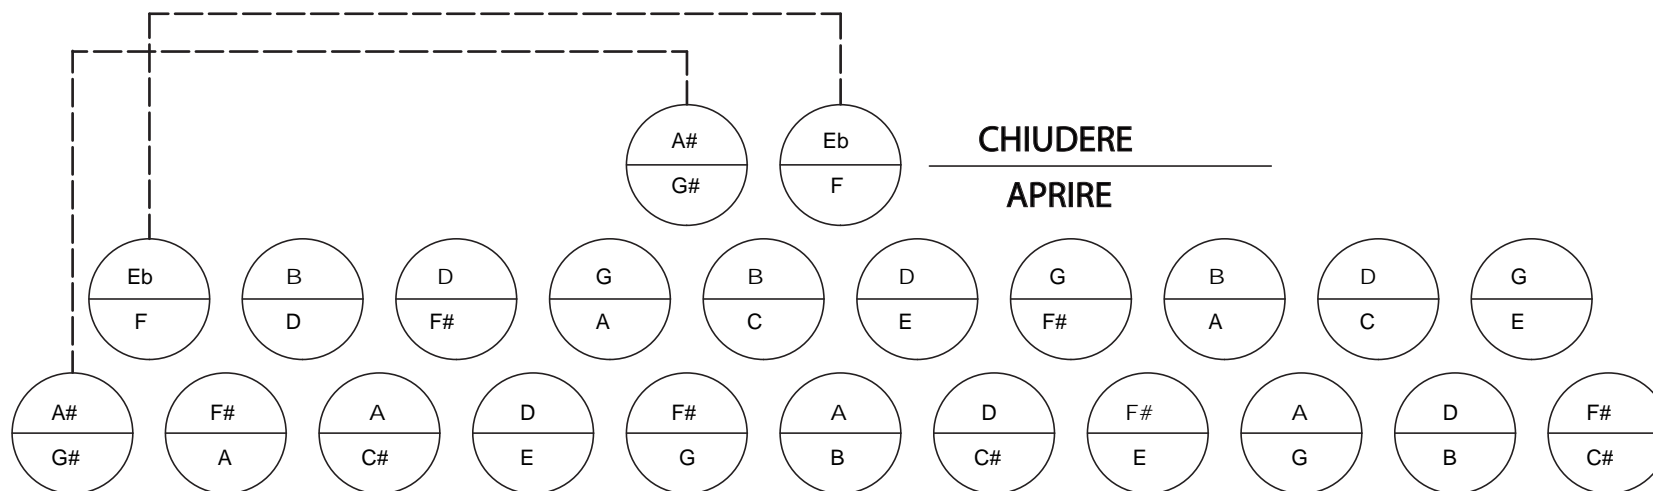 A# Eb CHIUDERE
G# F APRIRE
Eb B D G B D G B D G
F D F# A C E F# A C E
A# F# A D F# A D F# A D F#
G# A C# E G B C# E G B C#